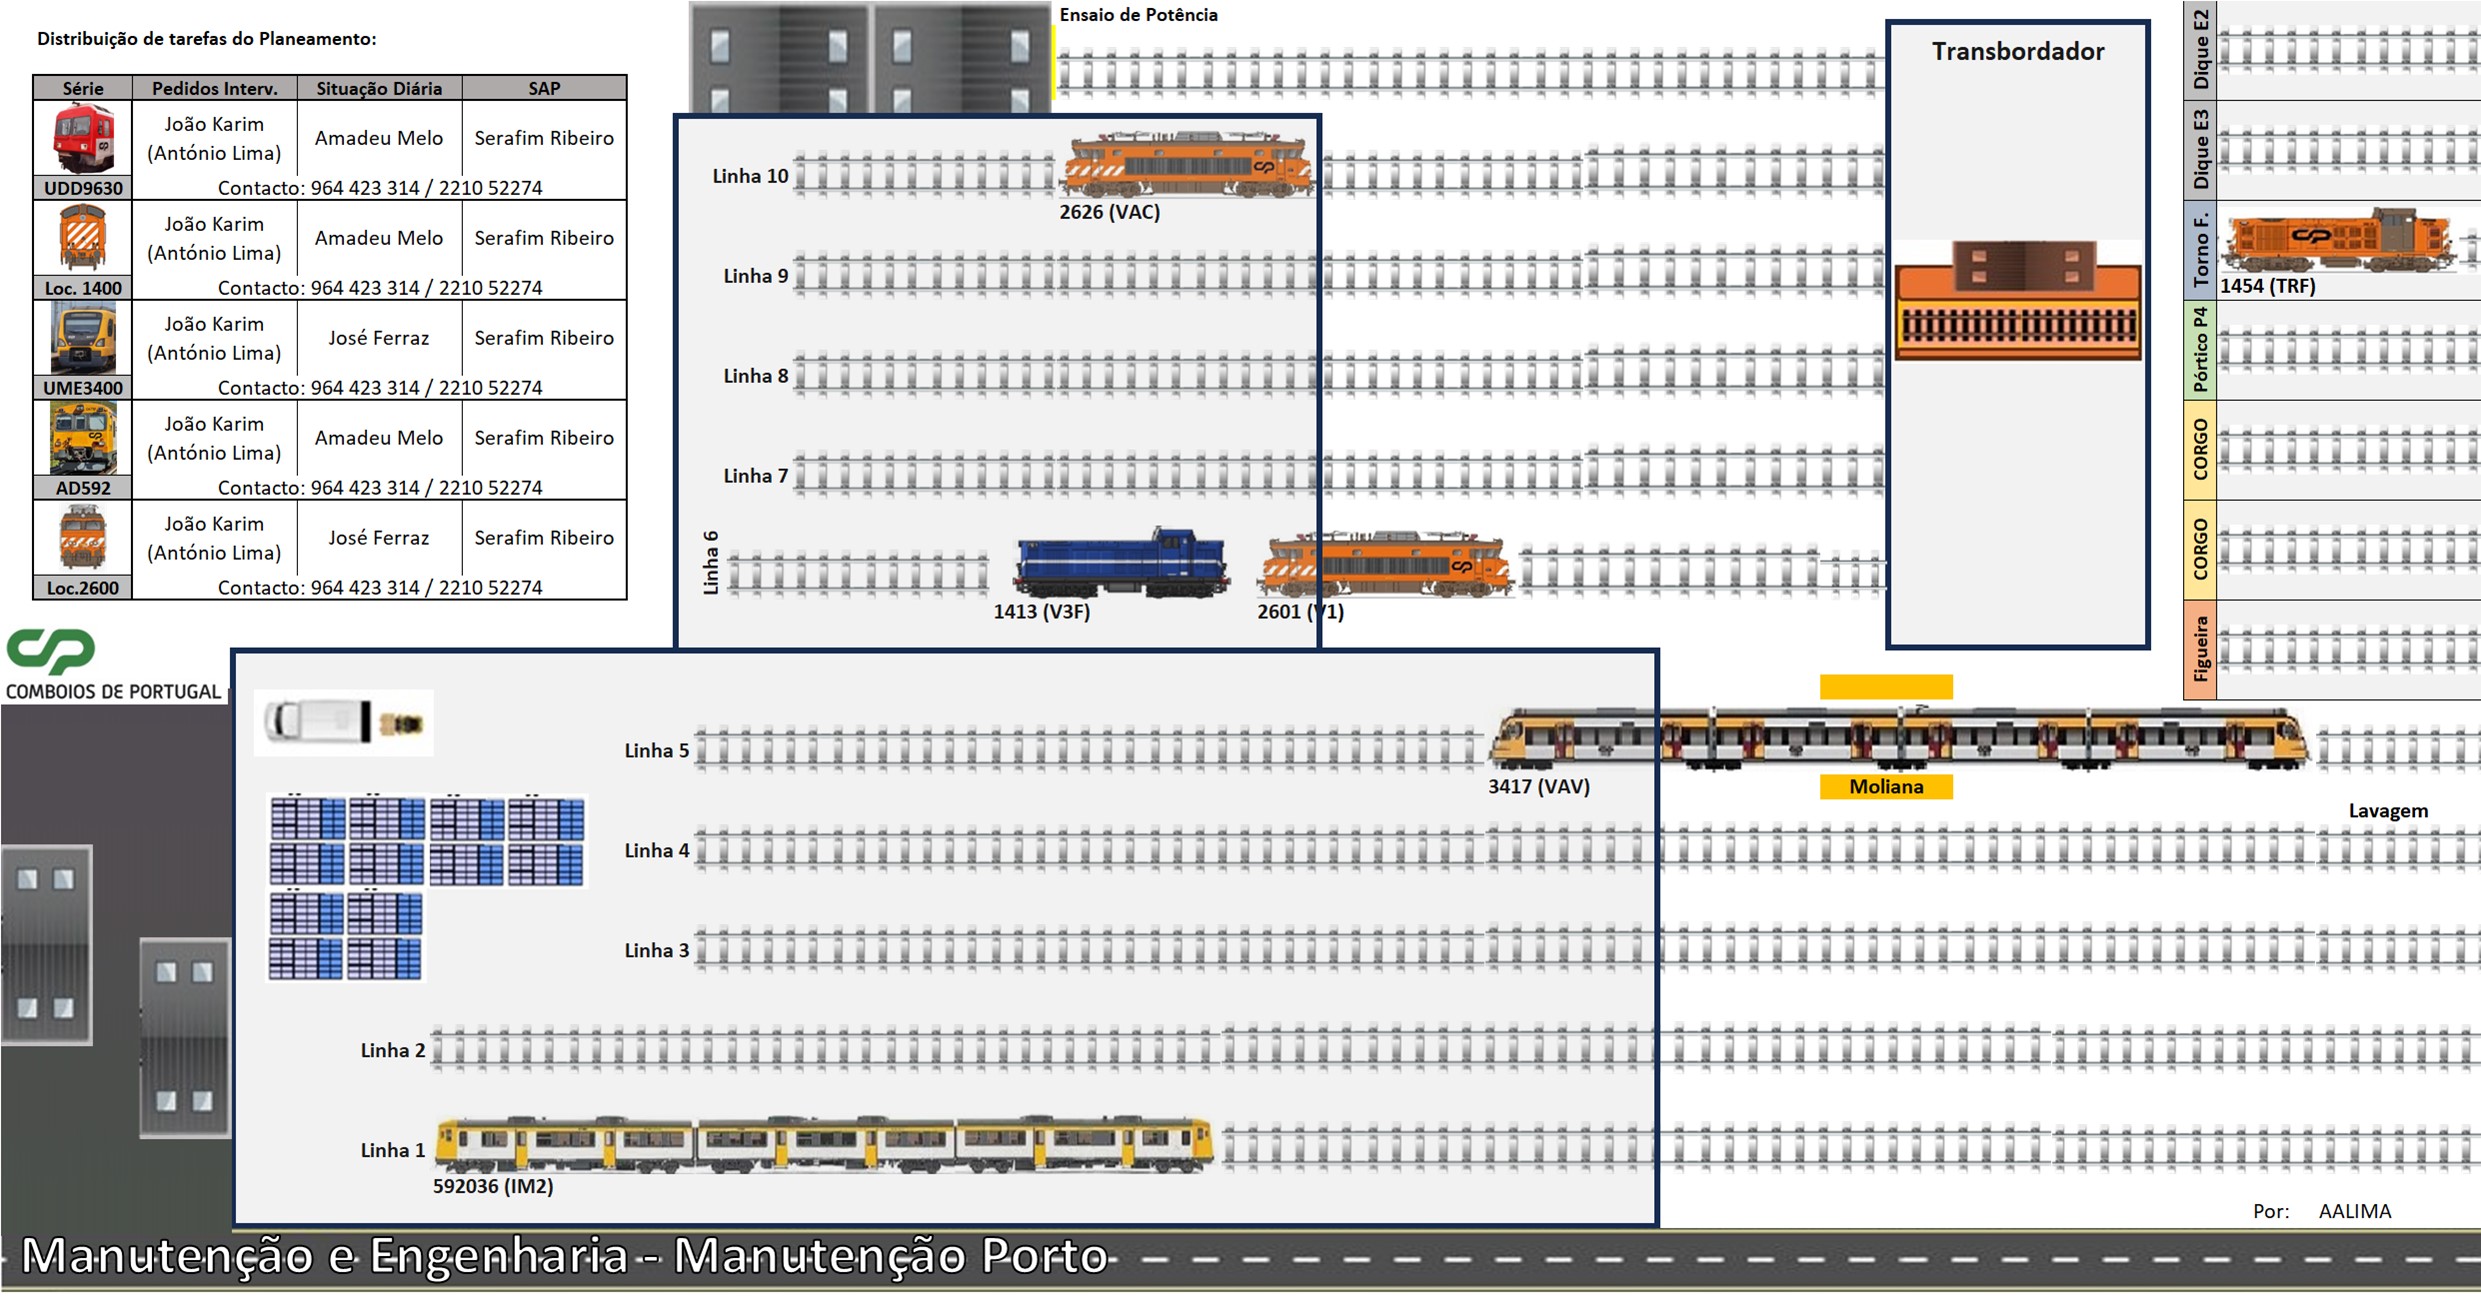 Distribuição de tarefas do Planeamento:
Série Pedidos Interv. Situação Diária SAP
João Karim
(António Lima) Amadeu Melo Serafim Ribeiro
UDD9630 Contacto: 964 423 314 / 2210 52274
João Karim
(António Lima) Amadeu Melo Serafim Ribeiro
Loc. 1400 Contacto: 964 423 314 / 2210 52274
João Karim
(António Lima) José Ferraz Serafim Ribeiro
UME3400 Contacto: 964 423 314 / 2210 52274
João Karim
(António Lima) Amadeu Melo Serafim Ribeiro
AD592 Contacto: 964 423 314 / 2210 52274
João Karim
(António Lima) José Ferraz Serafim Ribeiro
Loc.2600 Contacto: 964 423 314 / 2210 52274
CP
COMBOIOS DE PORTUGAL
Ensaio de Potência
Linha 10
2626 (VAC)
Linha 9
Linha 8
Linha 7
Linha 6
1413 (V3F)
2601 (V1)
Transbordador
Dique E2
Dique E3
Torno F.
1454 (TRF)
Pórtico P4
CORGO
CORGO
Figueira
Linha 5
3417 (VAV)
Moliana
Lavagem
Linha 4
Linha 3
Linha 2
Linha 1
592036 (IM2)
Por: AALIMA
Manutenção e Engenharia - Manutenção Porto